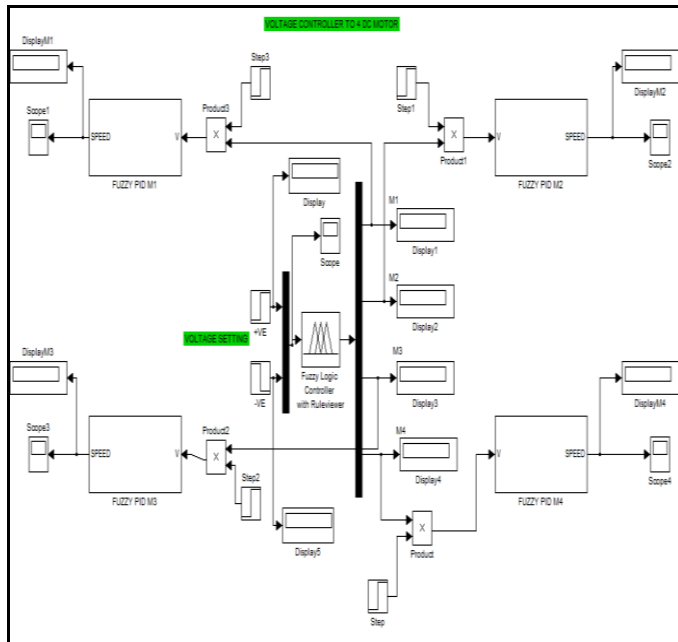 VOLTAGE CONTROLLER TO 4 DC MOTOR
DisplayM1
Step3
Step1
DisplayM2
Scope1
Product3
SPEED
V
X
X
V
SPEED
Product1
Scope2
FUZZY PID M1
FUZZY PID M2
Display
M1
Display1
Scope
M2
+VE
Display2
VOLTAGE SETTING
DisplayM3
M3
DisplayM4
-VE
Fuzzy Logic
Controller
with Ruleviewer
Display3
Scope3
Product2
M4
SPEED
V
X
V
SPEED
Display4
Scope4
FUZZY PID M3
Step2
FUZZY PID M4
X
Display5
Product
Step